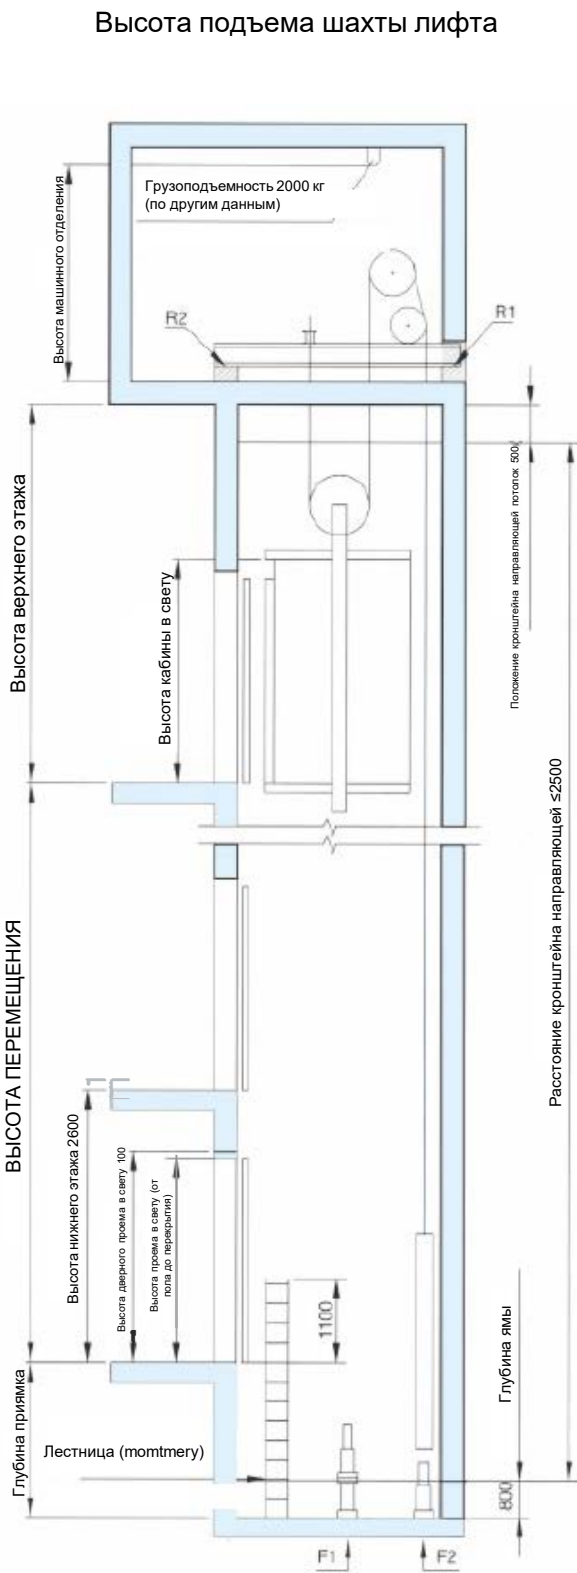 Высота подъема шахты лифта
Высота машинного отделения
Грузоподъемность 2000 кг
(по другим данным)
R2
R1
Высота верхнего этажа
Высота кабины в свету
Положение кронштейна направляющей потолок 500
Расстояние кронштейна направляющей ≤2500
ВЫСОТА ПЕРЕМЕЩЕНИЯ
Высота нижнего этажа 2600
Высота дверного проема в свету 100
Высота проема в свету (от
пола до перекрытия)
1100
Глубина ямы
Глубина приямка
Лестница (momtmery)
800
F1
F2